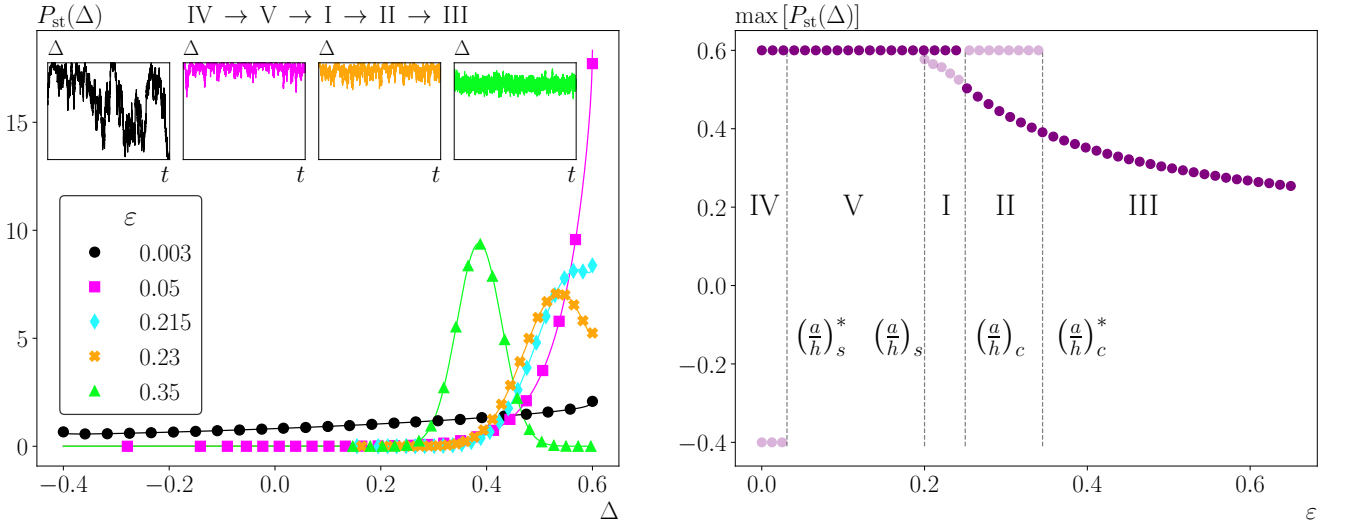 P_st(Δ)
IV → V → I → II → III
Δ
Δ
Δ
Δ
t
t
t
t
15
10
5
0
ε
0.003
0.05
0.215
0.23
0.35
−0.4
−0.2
0.0
0.2
0.4
0.6
Δ
max [P_st(Δ)]
0.6
0.4
0.2
0.0
−0.2
−0.4
IV
V
I
II
III
(a/h)*_s
(a/h)_s
(a/h)_c
(a/h)*_c
0.0
0.2
0.4
0.6
ε